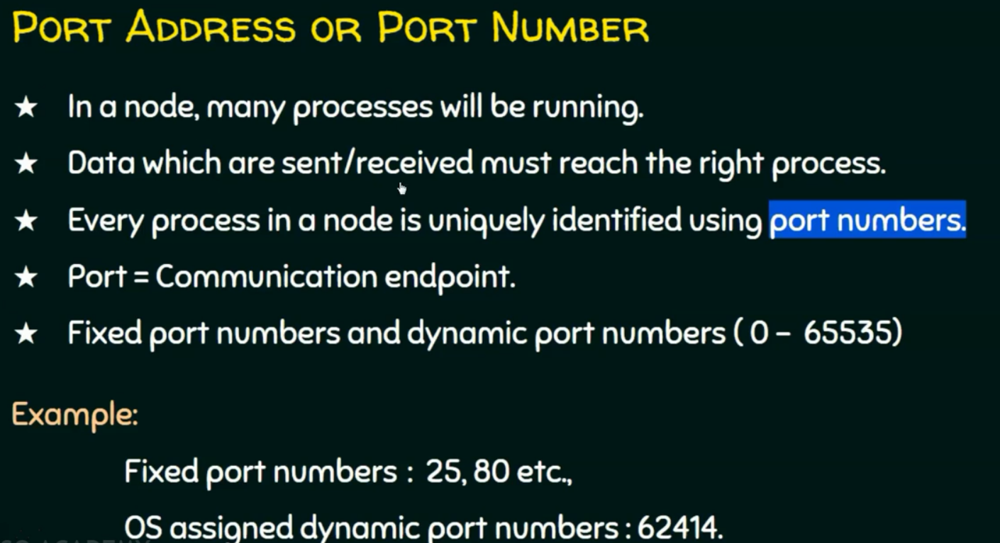 PORT ADDRESS OR PORT NUMBER
★ In a node, many processes will be running.
★ Data which are sent/received must reach the right process.
★ Every process in a node is uniquely identified using port numbers.
★ Port = Communication endpoint.
★ Fixed port numbers and dynamic port numbers ( 0 – 65535)
Example:
Fixed port numbers : 25, 80 etc.,
OS assigned dynamic port numbers : 62414.